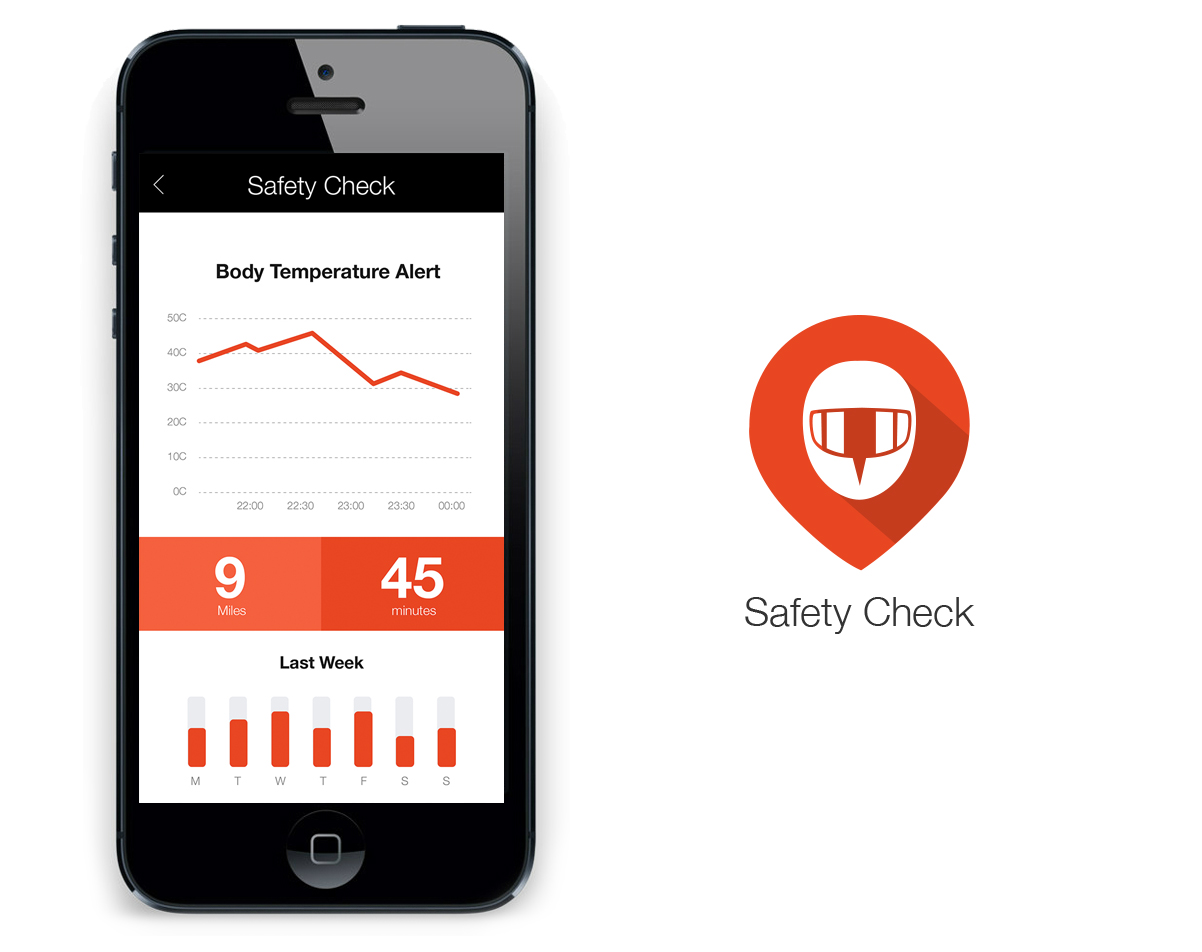 Safety Check
Body Temperature Alert
50C
40C
30C
20C
10C
0C
22:00 22:30 23:00 23:30 00:00
9 45
Miles minutes
Last Week
M T W T F S S
Safety Check